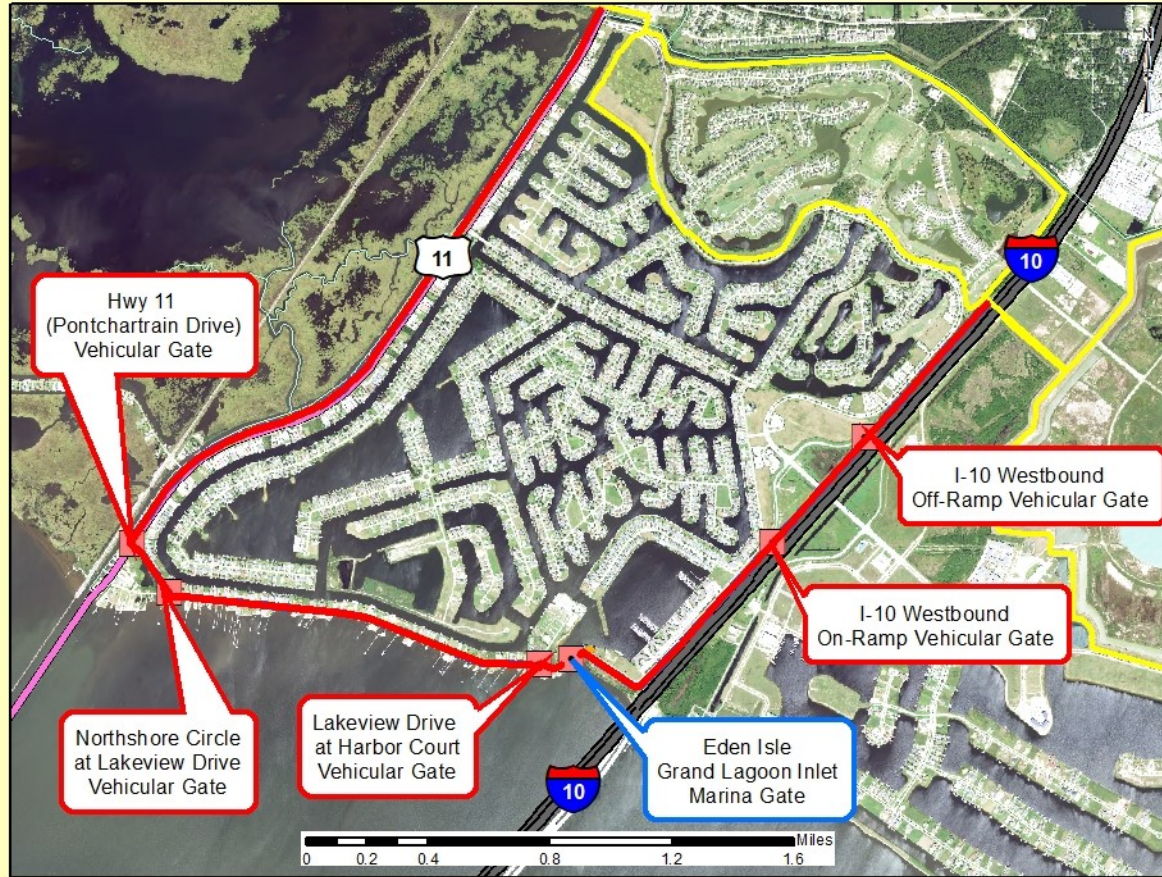 N
11
10
Hwy 11
(Pontchartrain Drive)
Vehicular Gate
I-10 Westbound
Off-Ramp Vehicular Gate
I-10 Westbound
On-Ramp Vehicular Gate
Northshore Circle
at Lakeview Drive
Vehicular Gate
Lakeview Drive
at Harbor Court
Vehicular Gate
Eden Isle
Grand Lagoon Inlet
Marina Gate
10
Miles
0 0.2 0.4 0.8 1.2 1.6